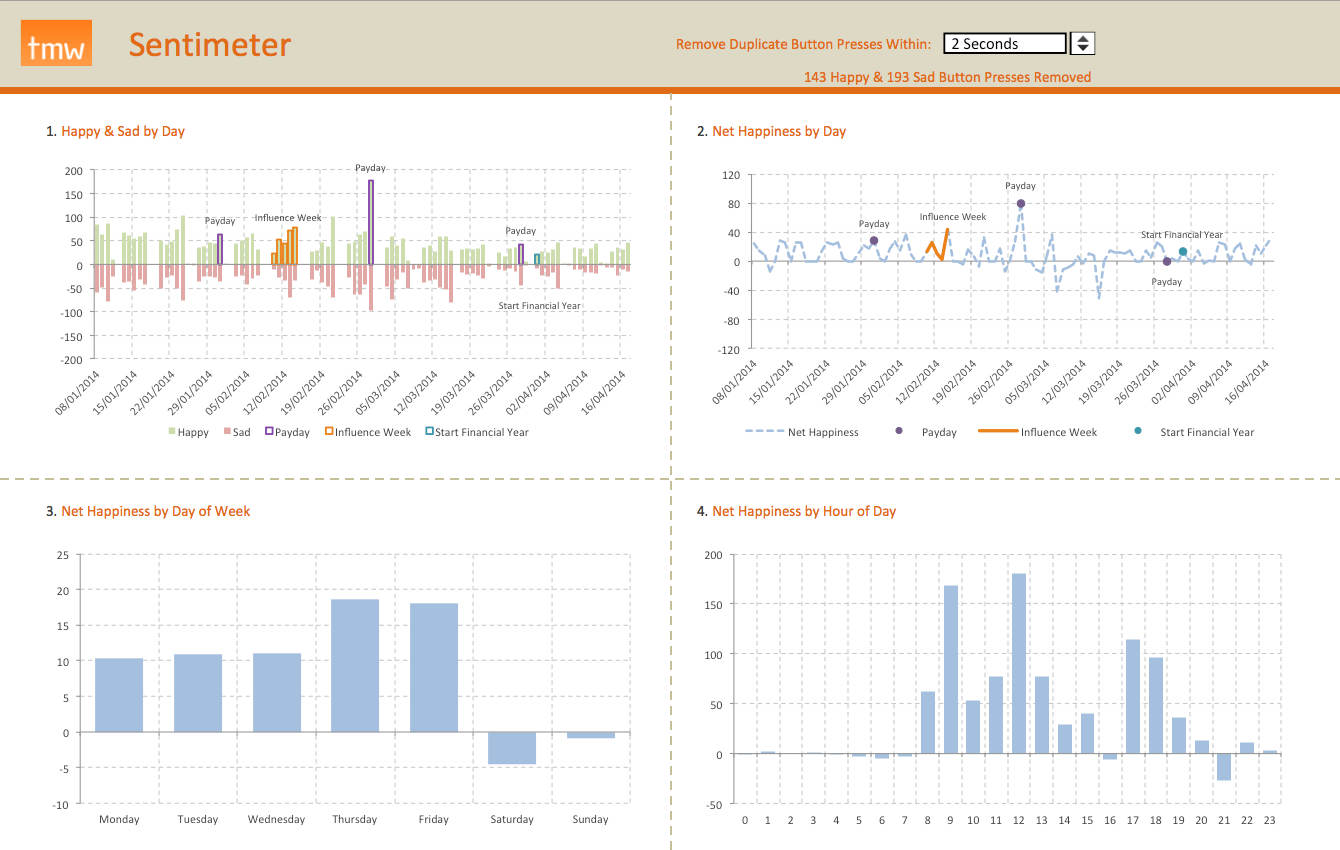 tmw
Sentimeter
Remove Duplicate Button Presses Within: 2 Seconds
143 Happy & 193 Sad Button Presses Removed
1. Happy & Sad by Day
200
150
100
50
0
-50
-100
-150
-200
Payday
Influence Week
Payday
Payday
Start Financial Year
08/01/2014 15/01/2014 22/01/2014 29/01/2014 05/02/2014 12/02/2014 19/02/2014 26/02/2014 05/03/2014 12/03/2014 19/03/2014 26/03/2014 02/04/2014 09/04/2014 16/04/2014
Happy Sad Payday Influence Week Start Financial Year
2. Net Happiness by Day
120
80
40
0
-40
-80
-120
Payday
Influence Week
Payday
Start Financial Year
Payday
08/01/2014 15/01/2014 22/01/2014 29/01/2014 05/02/2014 12/02/2014 19/02/2014 26/02/2014 05/03/2014 12/03/2014 19/03/2014 26/03/2014 02/04/2014 09/04/2014 16/04/2014
Net Happiness Payday Influence Week Start Financial Year
3. Net Happiness by Day of Week
25
20
15
10
5
0
-5
-10
Monday Tuesday Wednesday Thursday Friday Saturday Sunday
4. Net Happiness by Hour of Day
200
150
100
50
0
-50
0 1 2 3 4 5 6 7 8 9 10 11 12 13 14 15 16 17 18 19 20 21 22 23